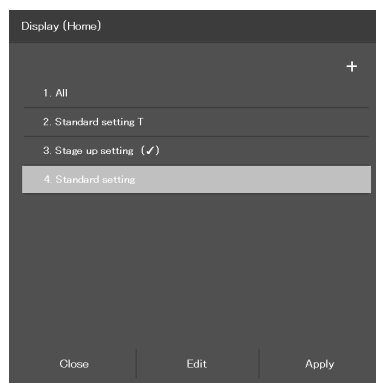 Display (Home)
+
1. All
2. Standard setting T
3. Stage up setting (✓)
4. Standard setting
Close Edit Apply